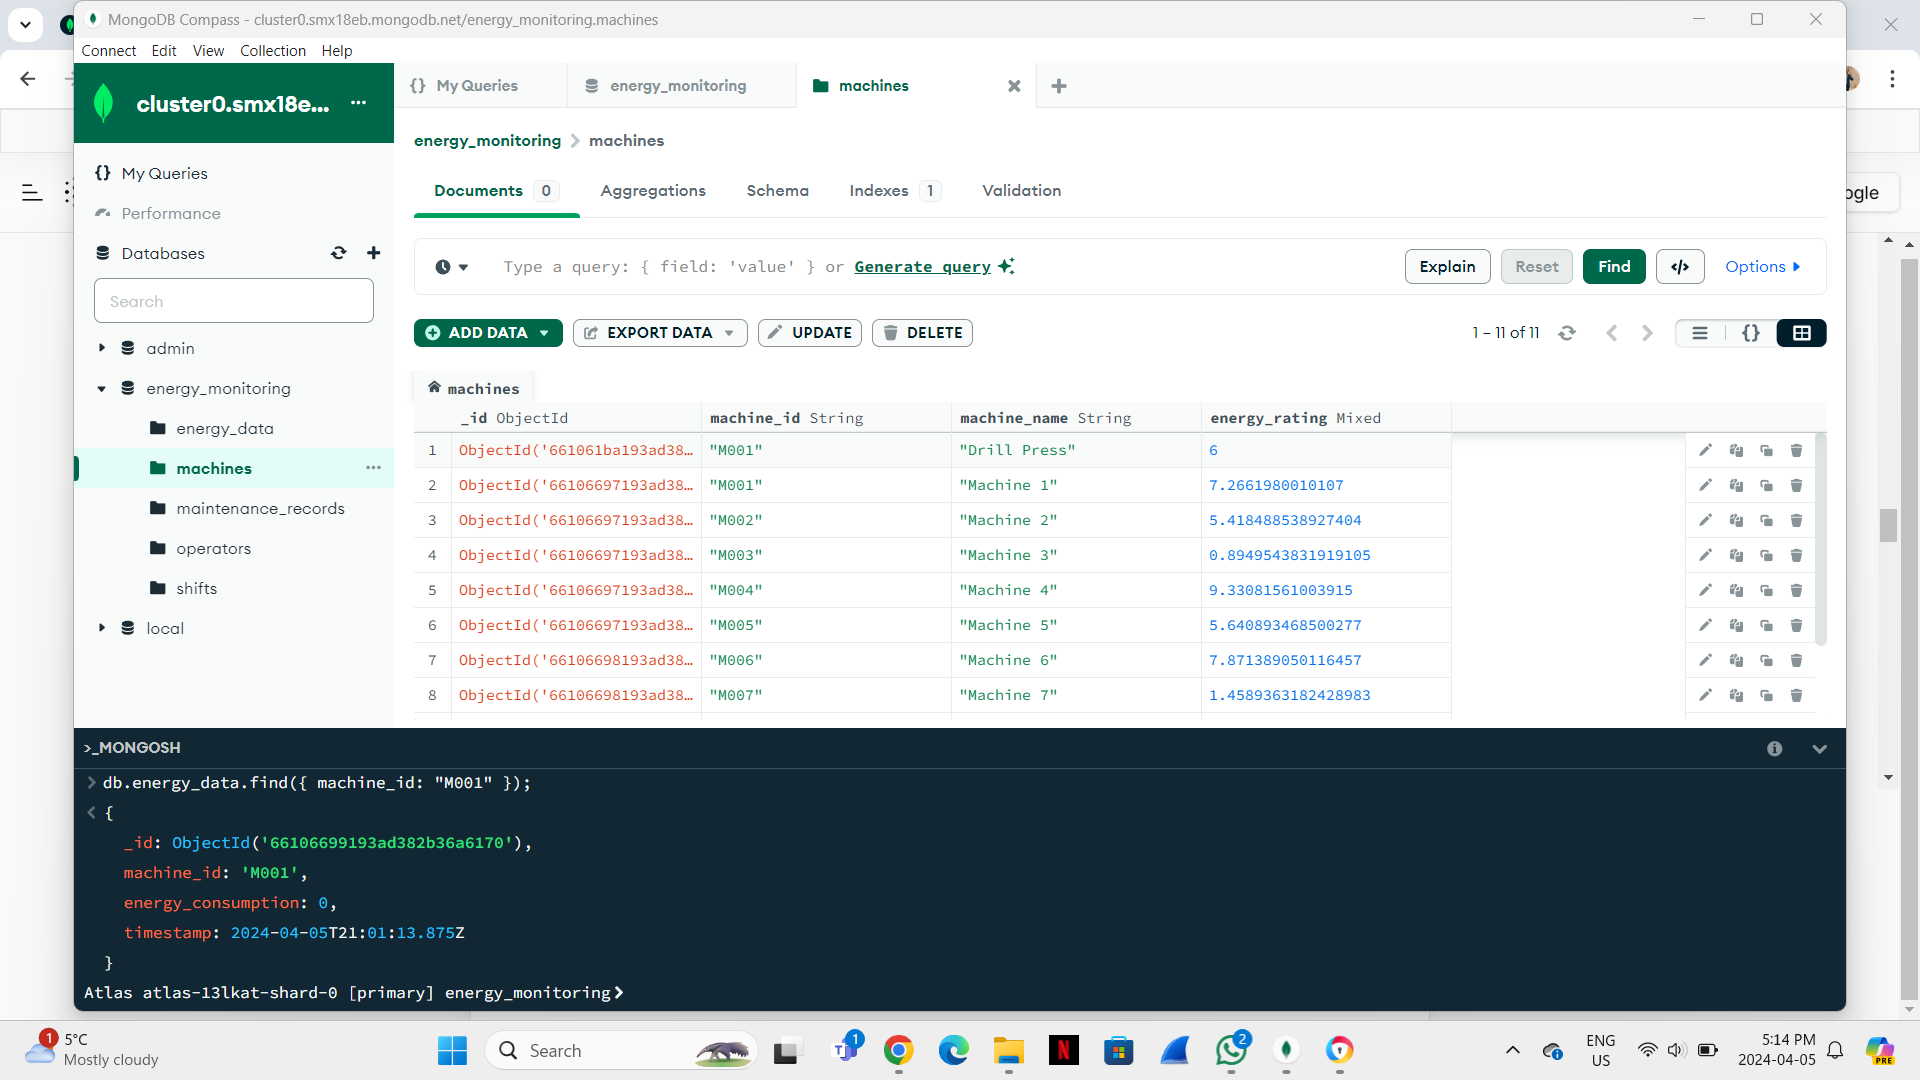 MongoDB Compass - cluster0.smx18eb.mongodb.net/energy_monitoring.machines
Connect Edit View Collection Help
cluster0.smx18e...
{} My Queries
energy_monitoring
machines
energy_monitoring > machines
{} My Queries
Performance
Databases
Search
admin
energy_monitoring
energy_data
machines
maintenance_records
operators
shifts
local
Documents 0 Aggregations Schema Indexes 1 Validation
Type a query: { field: 'value' } or Generate query
Explain Reset Find </> Options
ogle
ADD DATA EXPORT DATA UPDATE DELETE
1 – 11 of 11
{}
machines
_id ObjectId machine_id String machine_name String energy_rating Mixed
1 ObjectId('661061ba193ad38… "M001" "Drill Press" 6
2 ObjectId('66106697193ad38… "M001" "Machine 1" 7.2661980010107
3 ObjectId('66106697193ad38… "M002" "Machine 2" 5.418488538927404
4 ObjectId('66106697193ad38… "M003" "Machine 3" 0.8949543831919105
5 ObjectId('66106697193ad38… "M004" "Machine 4" 9.33081561003915
6 ObjectId('66106697193ad38… "M005" "Machine 5" 5.640893468500277
7 ObjectId('66106698193ad38… "M006" "Machine 6" 7.871389050116457
8 ObjectId('66106698193ad38… "M007" "Machine 7" 1.4589363182428983
>_MONGOSH
> db.energy_data.find({ machine_id: "M001" });
< {
_id: ObjectId('66106699193ad382b36a6170'),
machine_id: 'M001',
energy_consumption: 0,
timestamp: 2024-04-05T21:01:13.875Z
}
Atlas atlas-13lkat-shard-0 [primary] energy_monitoring>
1
5°C
Mostly cloudy
Search
1
2
ENG
US
5:14 PM
2024-04-05
PRE